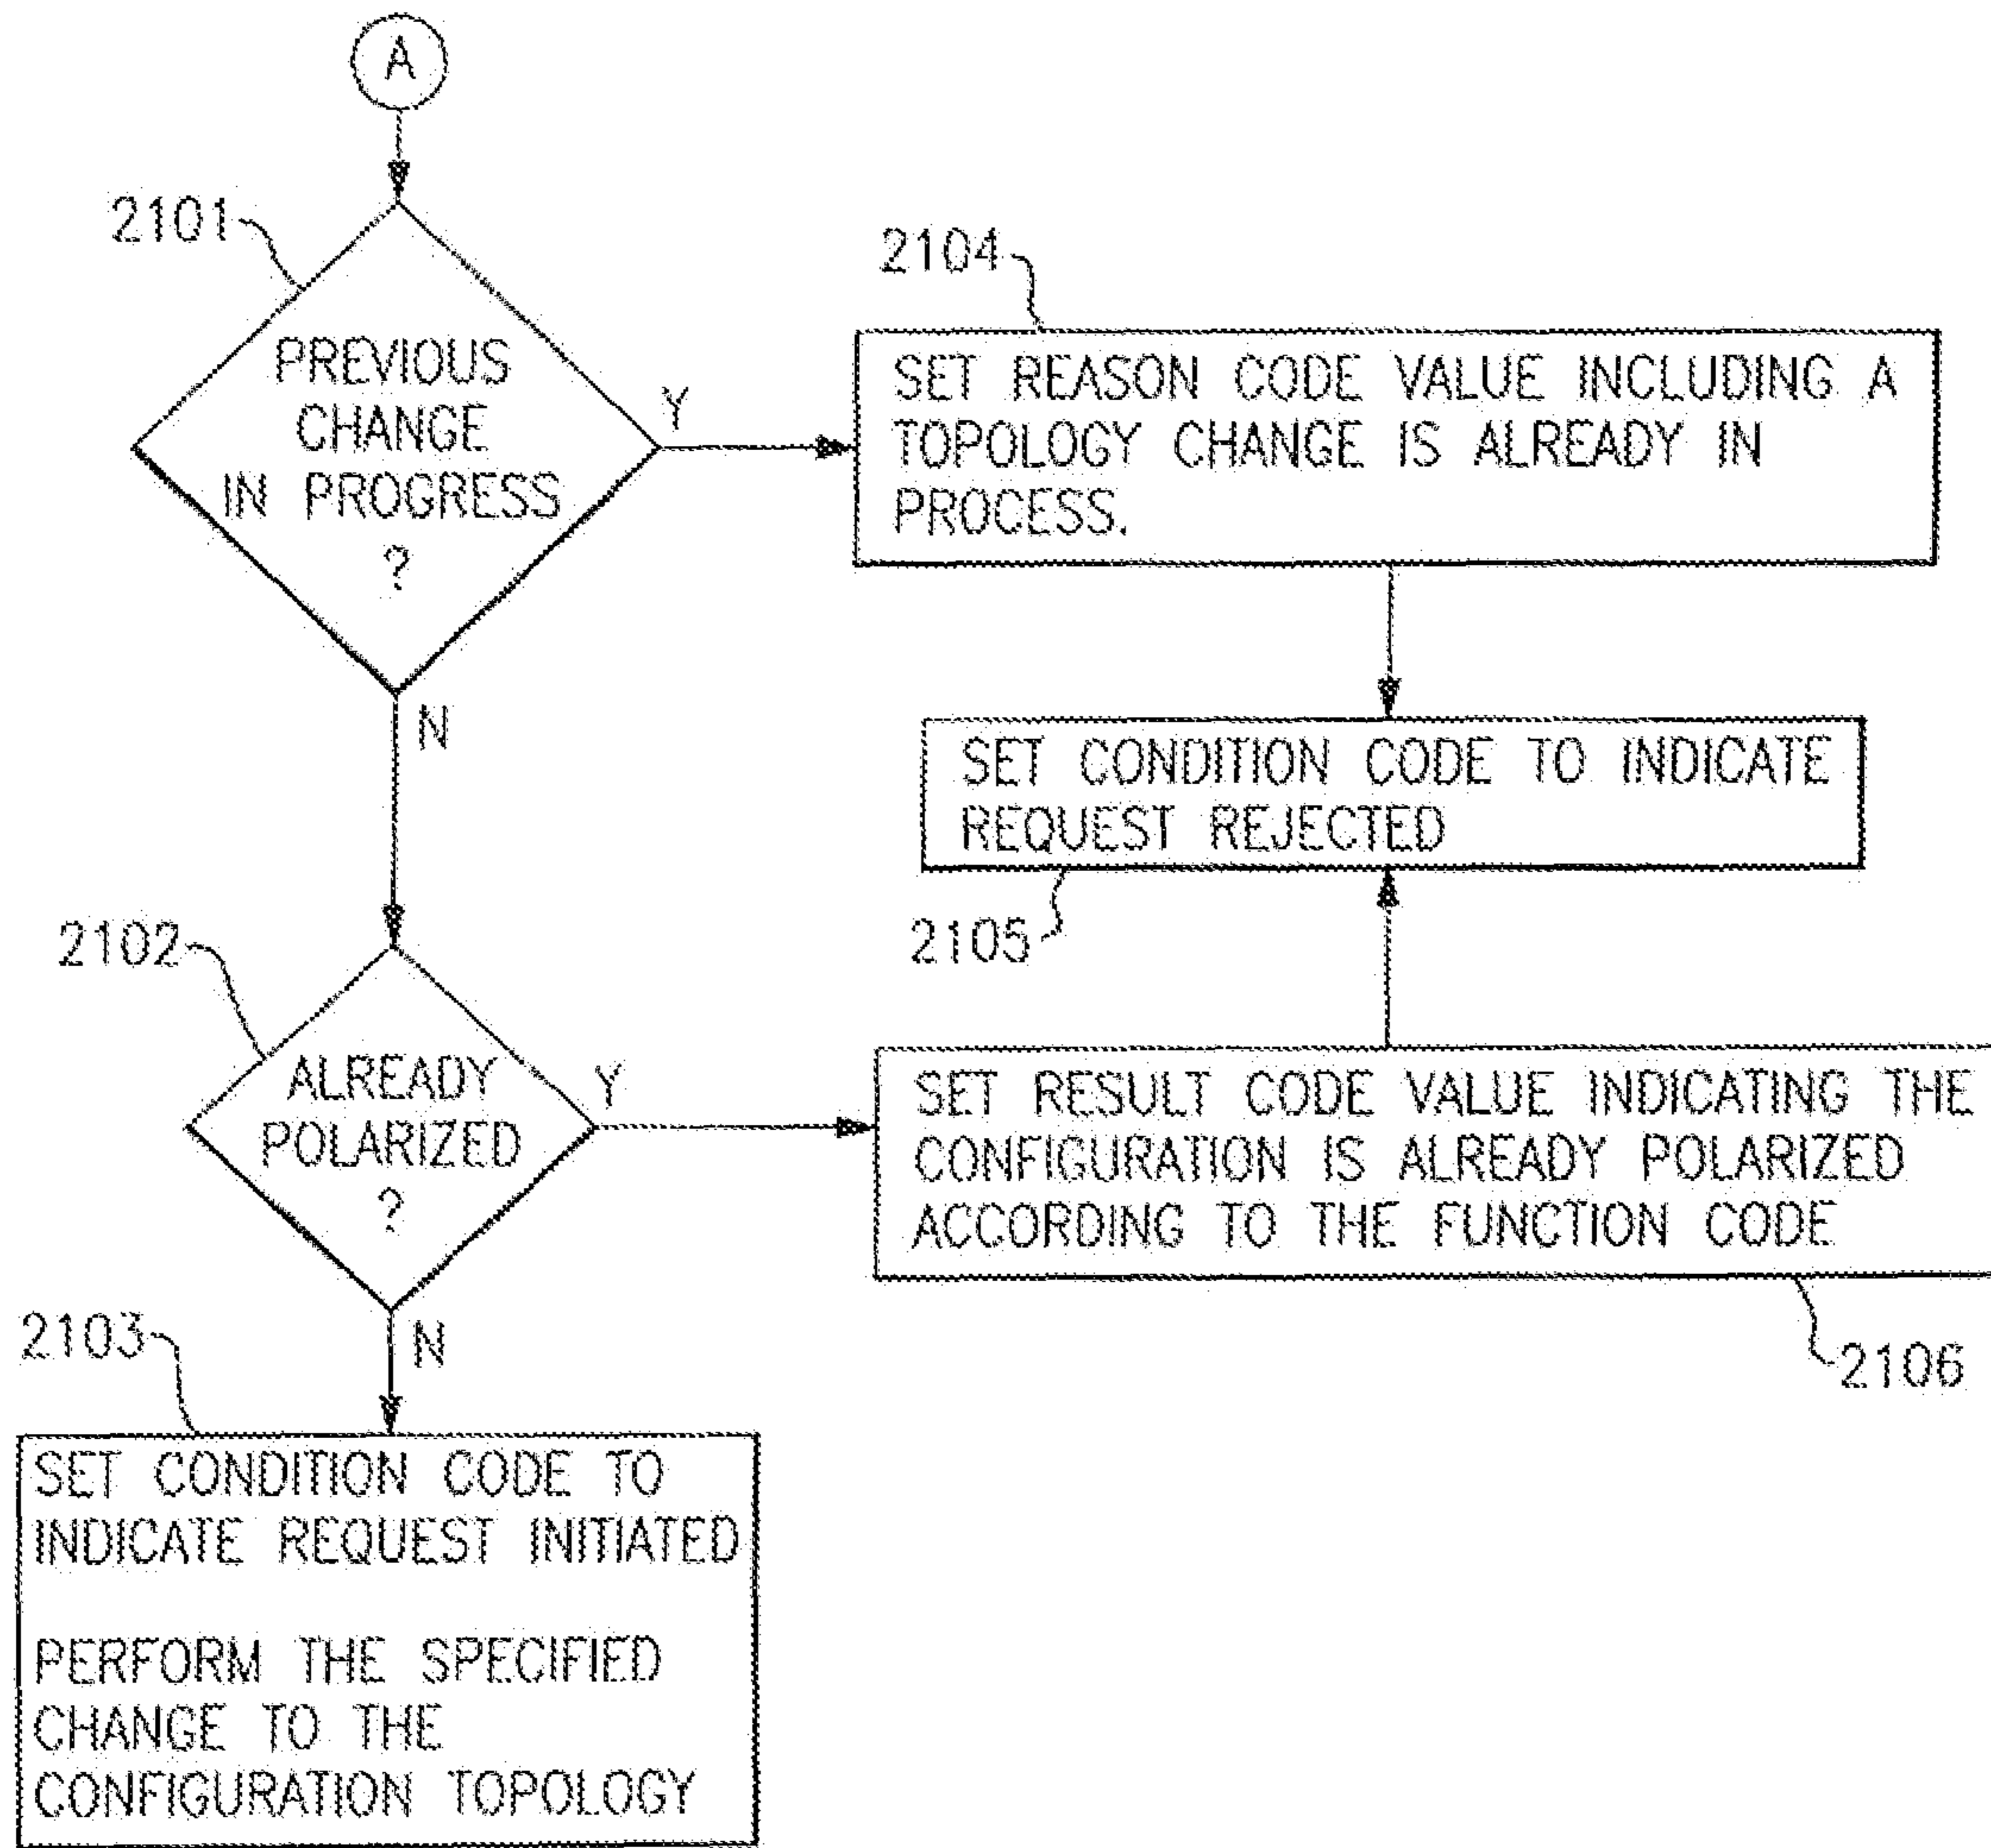 A
2101
PREVIOUS
CHANGE
IN PROGRESS
?
Y
N
2104
SET REASON CODE VALUE INCLUDING A
TOPOLOGY CHANGE IS ALREADY IN
PROCESS.
SET CONDITION CODE TO INDICATE
REQUEST REJECTED
2105
2102
ALREADY
POLARIZED
?
Y
N
SET RESULT CODE VALUE INDICATING THE
CONFIGURATION IS ALREADY POLARIZED
ACCORDING TO THE FUNCTION CODE
2106
2103
SET CONDITION CODE TO
INDICATE REQUEST INITIATED
PERFORM THE SPECIFIED
CHANGE TO THE
CONFIGURATION TOPOLOGY